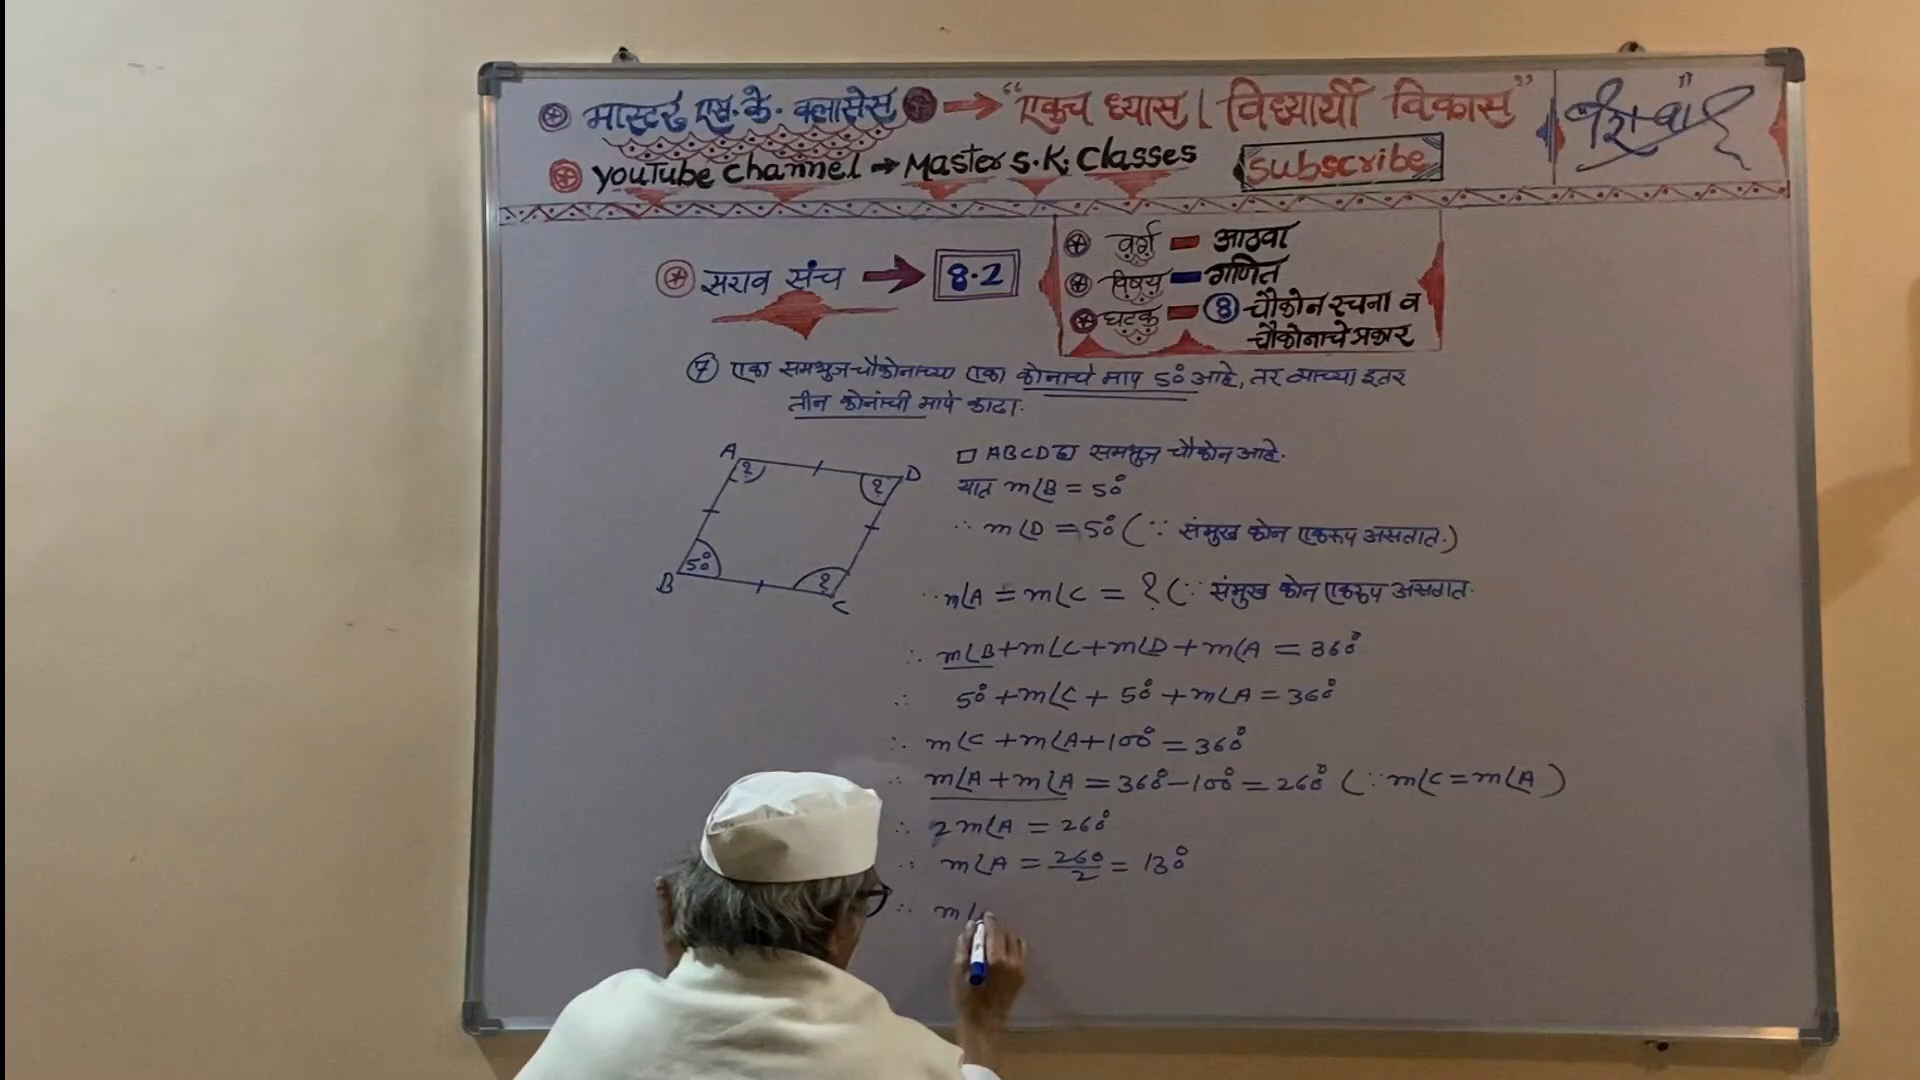 मास्टर एस. के. क्लासेस → "एकच ध्यास। विद्यार्थी विकास"
YouTube channel → Master S. K. Classes Subscribe
सराव संच → 8.2
वर्ग - आठवा
विषय - गणित
घटक - 8 चौकोन रचना व
चौकोनाचे प्रकार
7 एका समभुज चौकोनाच्या एका कोनाचे माप 50° आहे, तर त्याच्या इतर
तीन कोनांची मापे काढा.
A ? D ?
B 50° C ?
□ ABCD हा समभुज चौकोन आहे.
यात m∠B = 50°
∴ m∠D = 50° (∵ संमुख कोन एकरूप असतात.)
∴ m∠A = m∠C = ? (∵ संमुख कोन एकरूप असतात.
∴ m∠B + m∠C + m∠D + m∠A = 360°
∴ 50° + m∠C + 50° + m∠A = 360°
∴ m∠C + m∠A + 100° = 360°
∴ m∠A + m∠A = 360° - 100° = 260° (∵ m∠C = m∠A)
∴ 2m∠A = 260°
∴ m∠A = 260/2 = 130°
∴ m∠